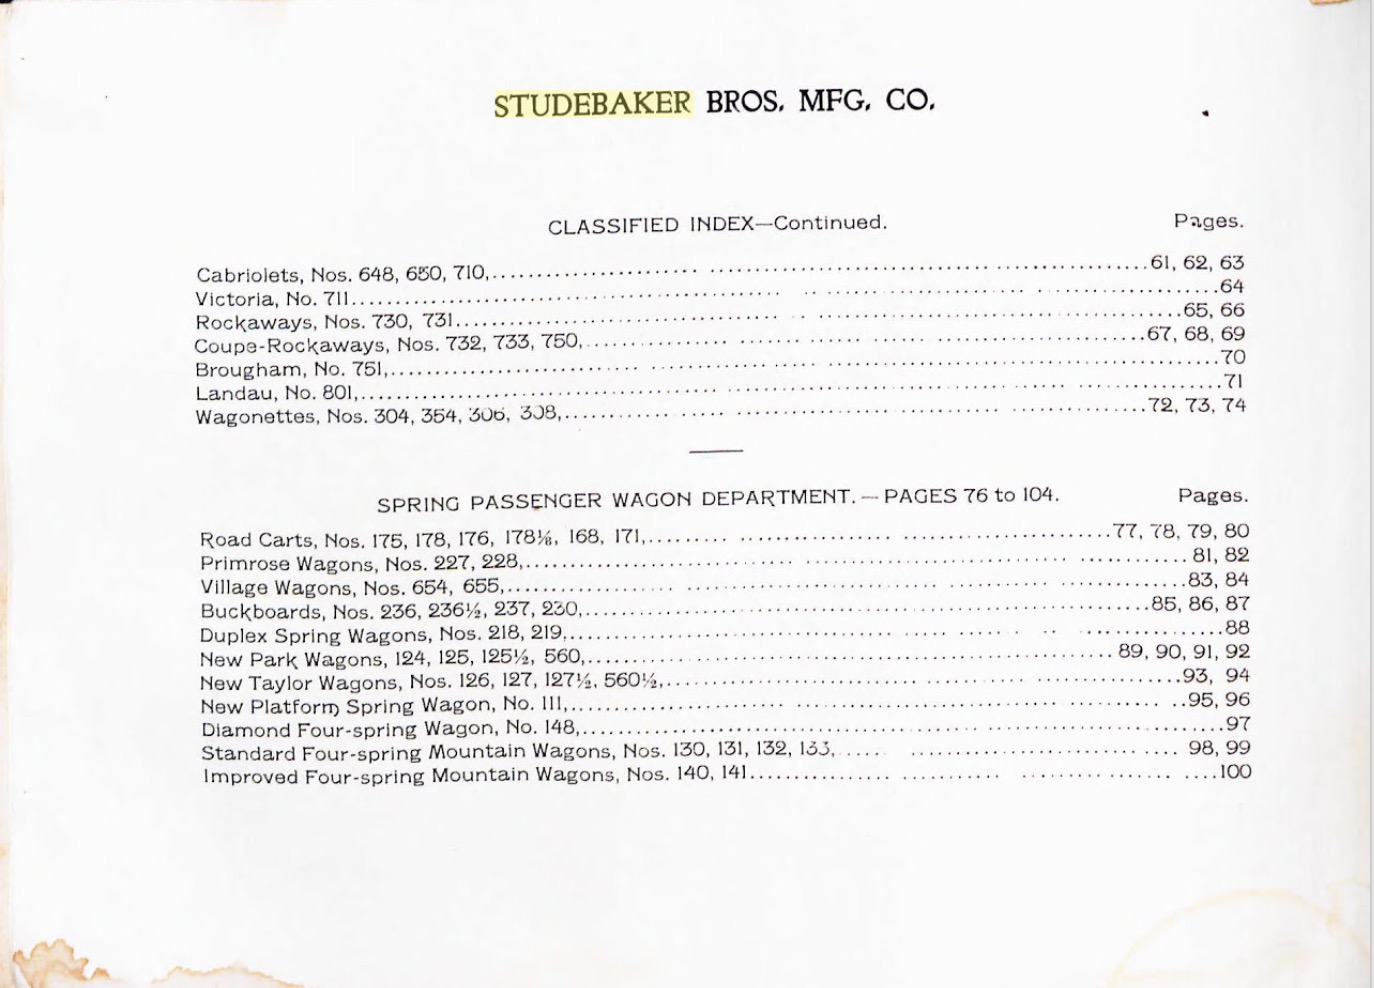 STUDEBAKER BROS. MFG. CO.
CLASSIFIED INDEX—Continued. Pages.
Cabriolets, Nos. 648, 650, 710, 61, 62, 63
Victoria, No. 711 64
Rockaways, Nos. 730, 731 65, 66
Coupe-Rockaways, Nos. 732, 733, 750, 67, 68, 69
Brougham, No. 751, 70
Landau, No. 801, 71
Wagonettes, Nos. 304, 354, 306, 308, 72, 73, 74
SPRING PASSENGER WAGON DEPARTMENT.—PAGES 76 to 104. Pages.
Road Carts, Nos. 175, 178, 176, 178⅛, 168, 171, 77, 78, 79, 80
Primrose Wagons, Nos. 227, 228, 81, 82
Village Wagons, Nos. 654, 655, 83, 84
Buckboards, Nos. 236, 236½, 237, 230, 85, 86, 87
Duplex Spring Wagons, Nos. 218, 219, 88
New Park Wagons, 124, 125, 125½, 560, 89, 90, 91, 92
New Taylor Wagons, Nos. 126, 127, 127½, 560½, 93, 94
New Platform Spring Wagon, No. 111, 95, 96
Diamond Four-spring Wagon, No. 148, 97
Standard Four-spring Mountain Wagons, Nos. 130, 131, 132, 133, 98, 99
Improved Four-spring Mountain Wagons, Nos. 140, 141 100